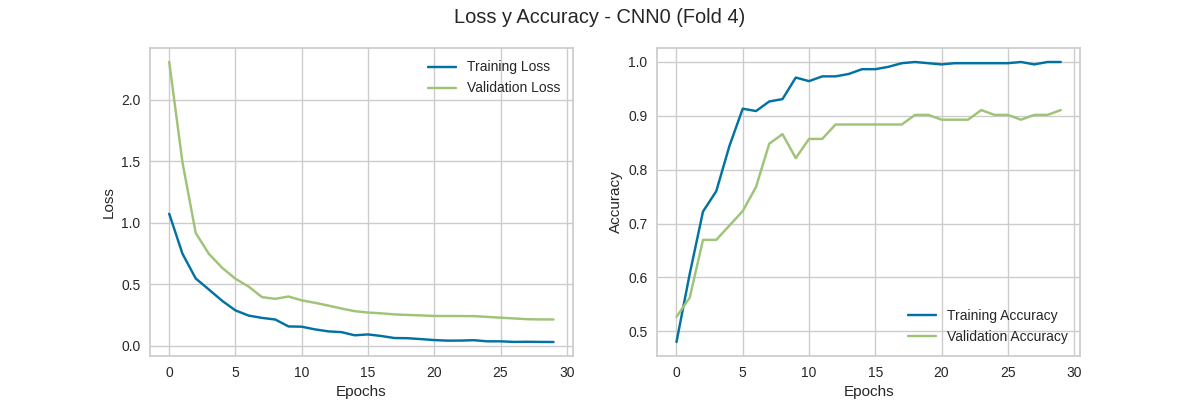 Loss y Accuracy - CNN0 (Fold 4)
Training Loss
Validation Loss
2.0
1.5
1.0
0.5
0.0
Loss
0 5 10 15 20 25 30
Epochs
1.0
0.9
0.8
0.7
0.6
0.5
Accuracy
Training Accuracy
Validation Accuracy
0 5 10 15 20 25 30
Epochs